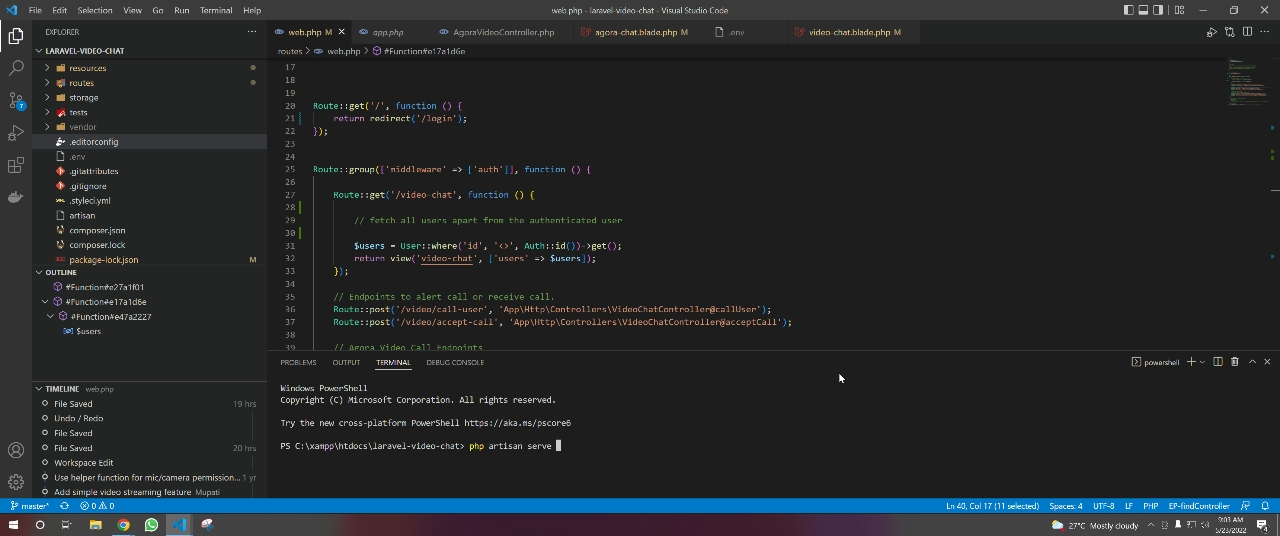 File Edit Selection View Go Run Terminal Help
web.php - laravel-video-chat - Visual Studio Code
EXPLORER
LARAVEL-VIDEO-CHAT
resources
routes
storage
tests
vendor
.editorconfig
.env
.gitattributes
.gitignore
.styleci.yml
artisan
composer.json
composer.lock
package-lock.json M
OUTLINE
#Function#e27a1f01
#Function#e17a1d6e
#Function#e47a2227
$users
TIMELINE web.php
File Saved 19 hrs
Undo / Redo
File Saved
File Saved 20 hrs
Workspace Edit
Use helper function for mic/camera permission... 1 yr
Add simple video streaming feature Mupati
web.php M
app.php
AgoraVideoController.php
agora-chat.blade.php M
.env
video-chat.blade.php M
routes > web.php > #Function#e17a1d6e
17
18
19
20 Route::get('/', function () {
21 return redirect('/login');
22 });
23
24
25 Route::group(['middleware' => ['auth']], function () {
26
27 Route::get('/video-chat', function () {
28
29 // fetch all users apart from the authenticated user
30
31 $users = User::where('id', '<>', Auth::id())->get();
32 return view('video-chat', ['users' => $users]);
33 });
34
35 // Endpoints to alert call or receive call.
36 Route::post('/video/call-user', 'App\Http\Controllers\VideoChatController@callUser');
37 Route::post('/video/accept-call', 'App\Http\Controllers\VideoChatController@acceptCall');
38
39 // Agora Video Call Endpoints
PROBLEMS OUTPUT TERMINAL DEBUG CONSOLE
powershell
Windows PowerShell
Copyright (C) Microsoft Corporation. All rights reserved.
Try the new cross-platform PowerShell https://aka.ms/pscore6
PS C:\xampp\htdocs\laravel-video-chat> php artisan serve
master* 0 0
Ln 40, Col 17 (11 selected) Spaces: 4 UTF-8 LF PHP EP-findController
27°C Mostly cloudy
9:03 AM
5/23/2022